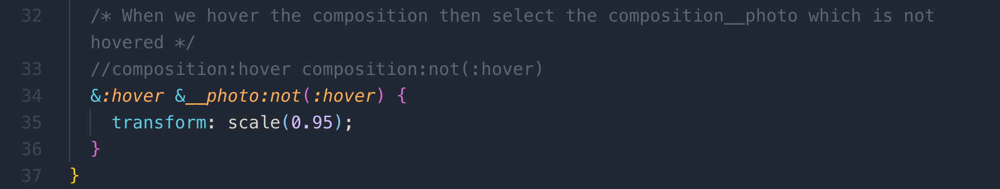 32 /* When we hover the composition then select the composition__photo which is not
hovered */
33 //composition:hover composition:not(:hover)
34 &:hover &__photo:not(:hover) {
35 transform: scale(0.95);
36 }
37 }